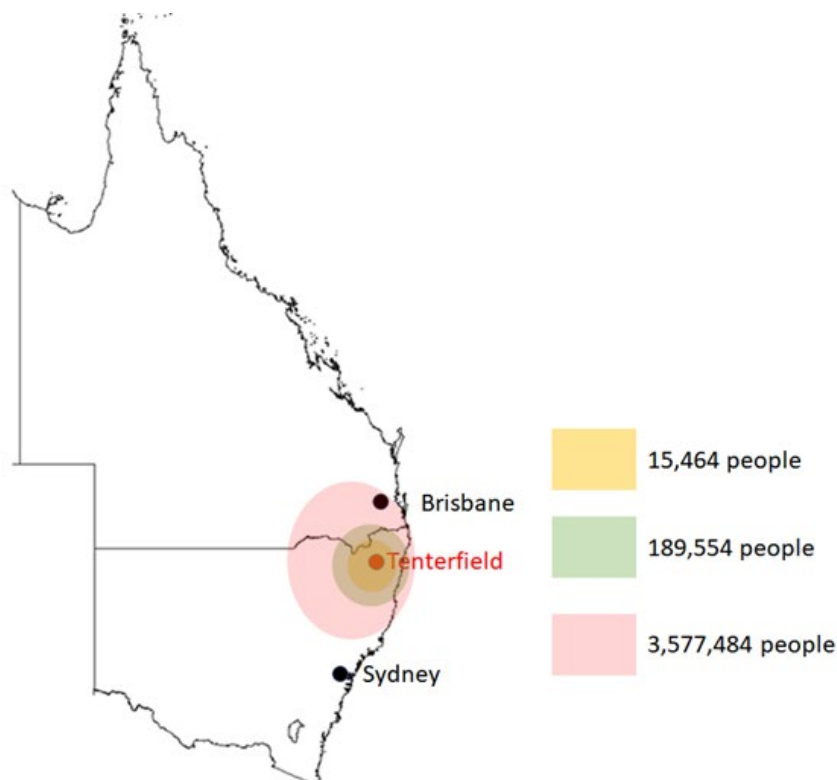 15,464 people
Brisbane
189,554 people
Tenterfield
3,577,484 people
Sydney